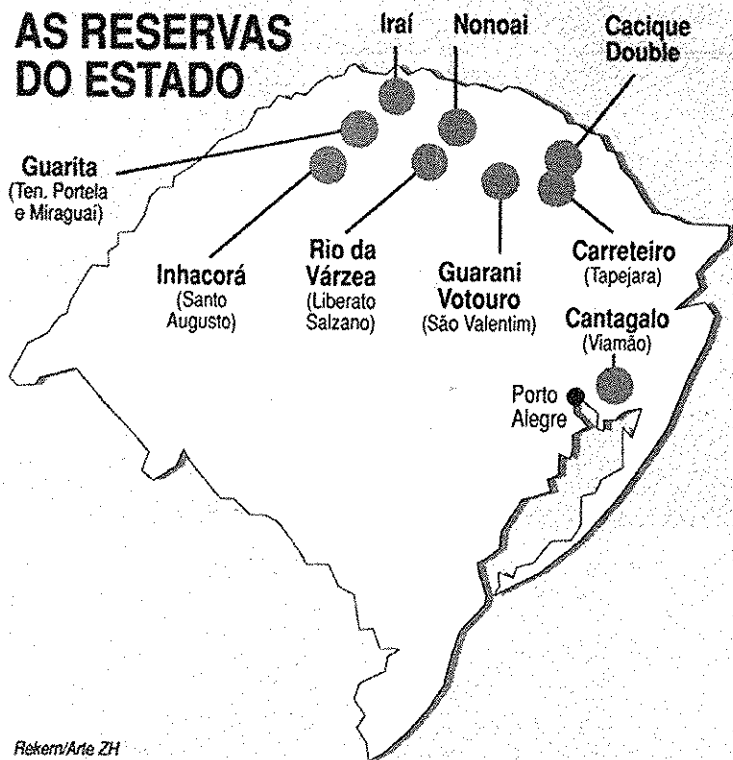 AS RESERVAS
DO ESTADO
Iraí
Nonoai
Cacique
Double
Guarita
(Ten. Portela
e Miraguaí)
Inhacorá
(Santo
Augusto)
Rio da
Várzea
(Liberato
Salzano)
Guarani
Votouro
(São Valentim)
Carreteiro
(Tapejara)
Cantagalo
(Viamão)
Porto
Alegre
Rekern/Arte ZH